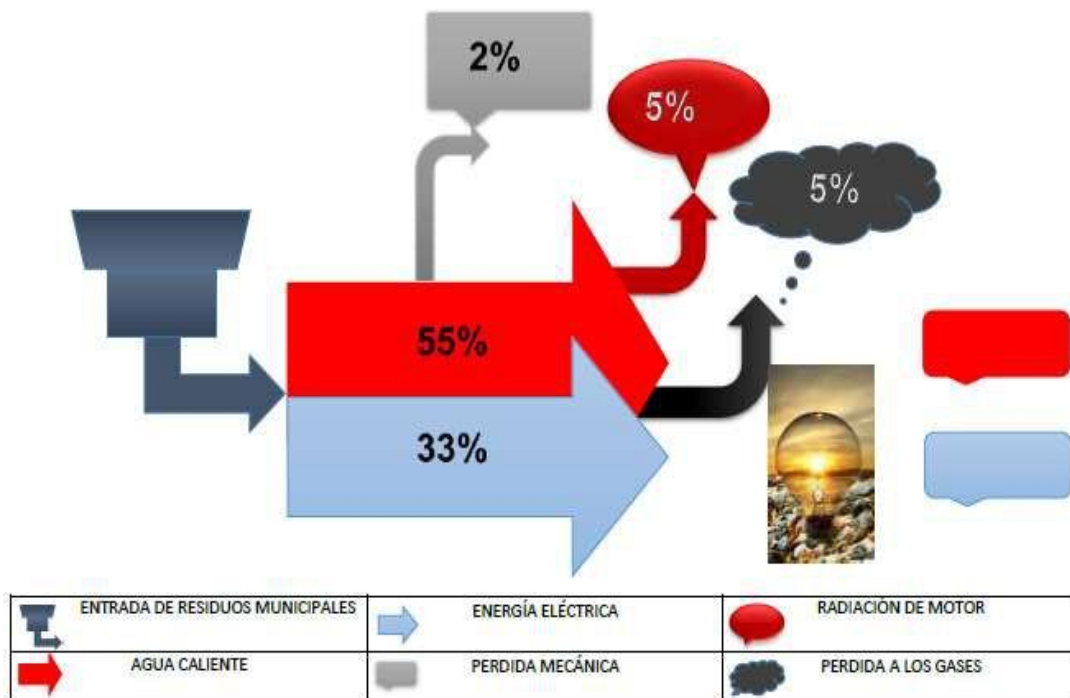 2%
5%
5%
55%
33%
ENTRADA DE RESIDUOS MUNICIPALES
ENERGÍA ELÉCTRICA
RADIACIÓN DE MOTOR
AGUA CALIENTE
PERDIDA MECÁNICA
PERDIDA A LOS GASES